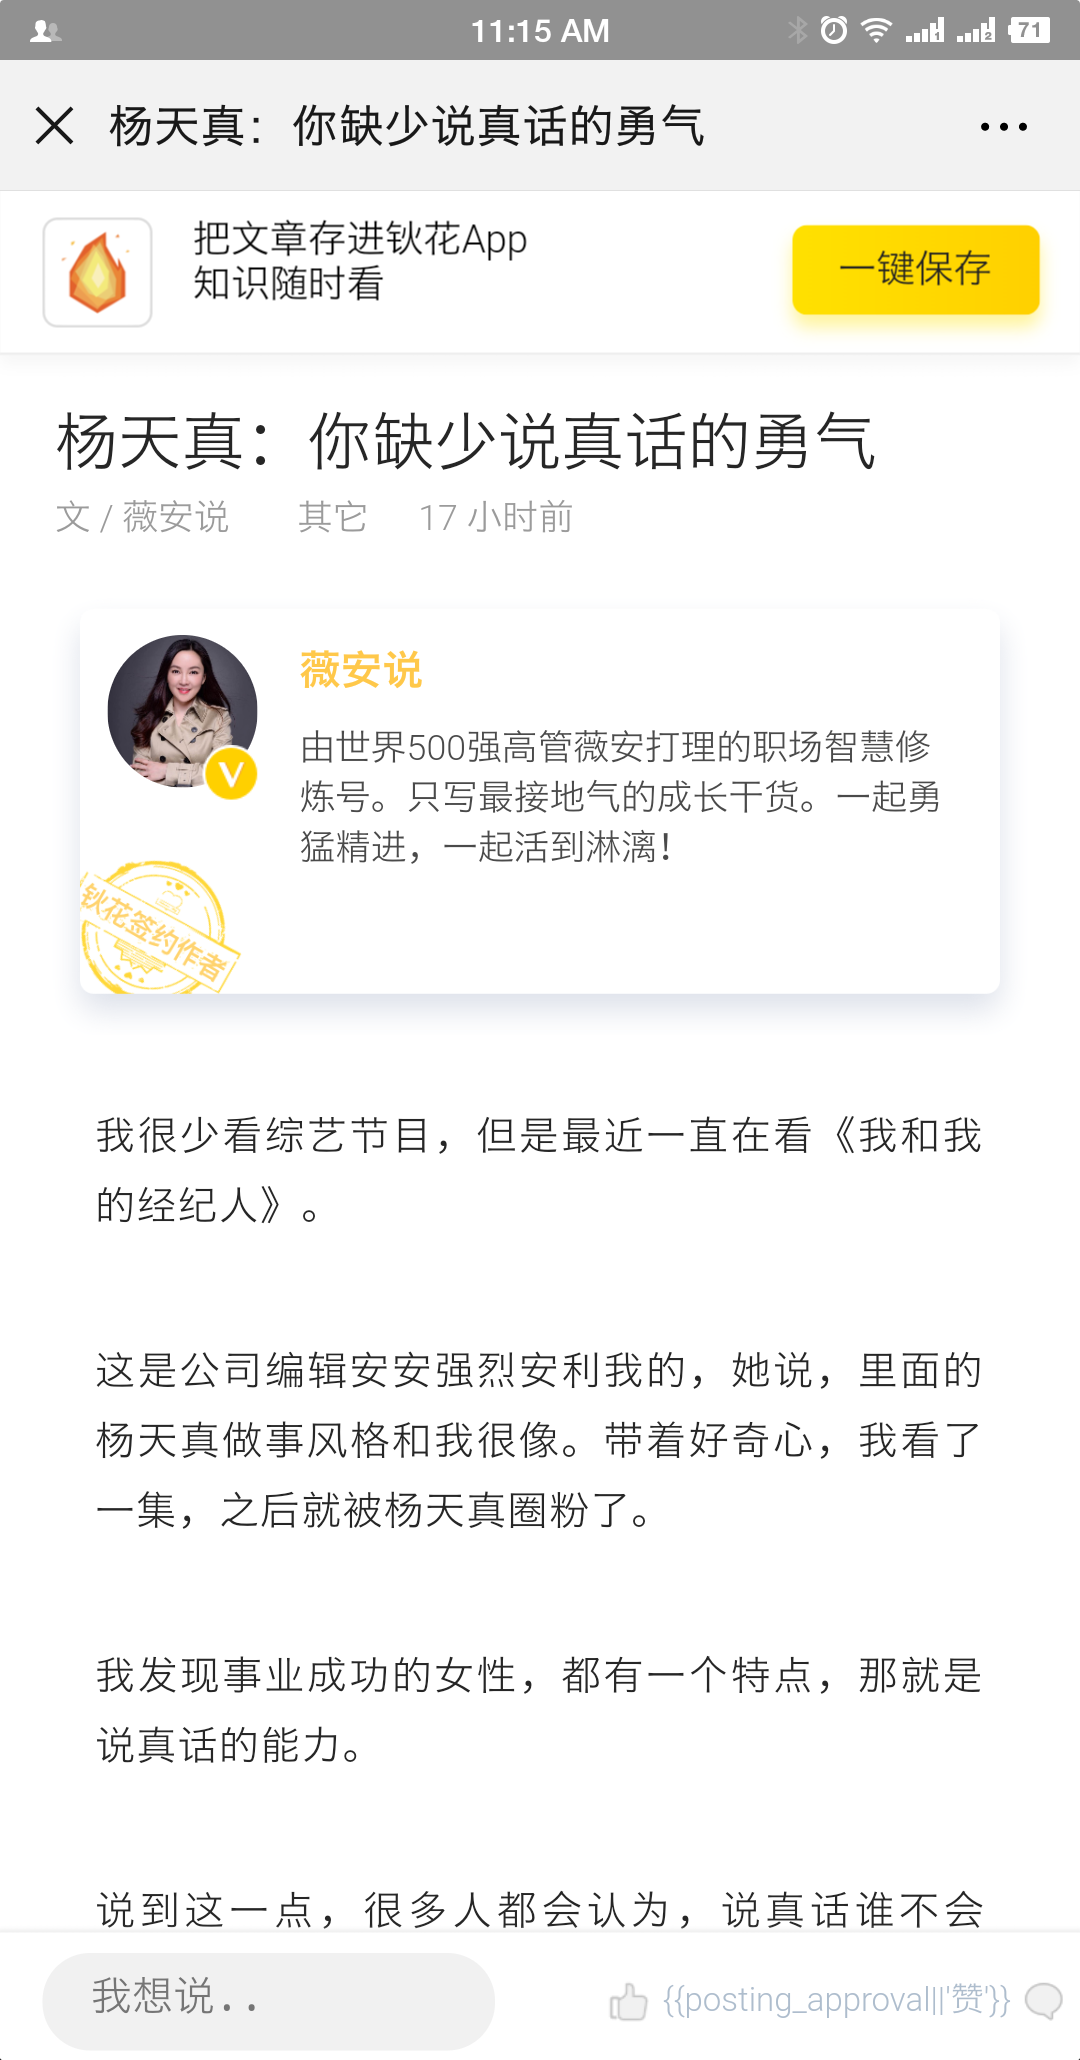 11:15 AM
1
2
71
杨天真：你缺少说真话的勇气
把文章存进钬花App
知识随时看
一键保存
杨天真：你缺少说真话的勇气
文 / 薇安说 其它 17 小时前
薇安说
由世界500强高管薇安打理的职场智慧修
炼号。只写最接地气的成长干货。一起勇
猛精进，一起活到淋漓！
V
钬花签约作者
我很少看综艺节目，但是最近一直在看《我和我
的经纪人》。
这是公司编辑安安强烈安利我的，她说，里面的
杨天真做事风格和我很像。带着好奇心，我看了
一集，之后就被杨天真圈粉了。
我发现事业成功的女性，都有一个特点，那就是
说真话的能力。
说到这一点，很多人都会认为，说真话谁不会
我想说..
{{posting_approval||'赞'}}